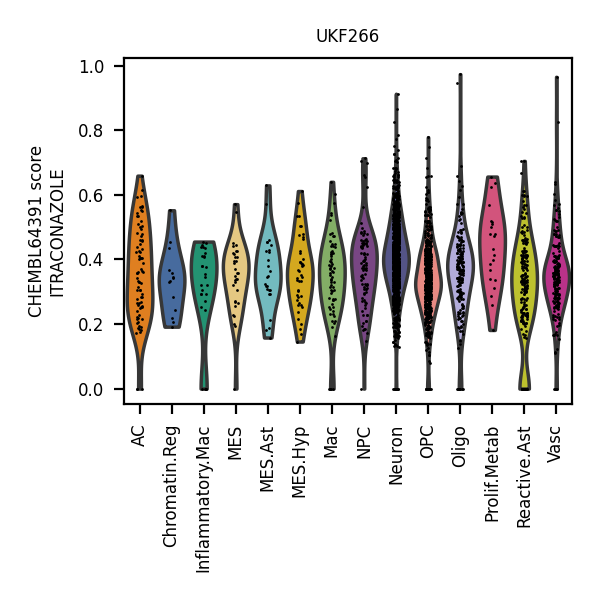 UKF266
CHEMBL64391 score
ITRACONAZOLE
1.0
0.8
0.6
0.4
0.2
0.0
AC
Chromatin.Reg
Inflammatory.Mac
MES
MES.Ast
MES.Hyp
Mac
NPC
Neuron
OPC
Oligo
Prolif.Metab
Reactive.Ast
Vasc